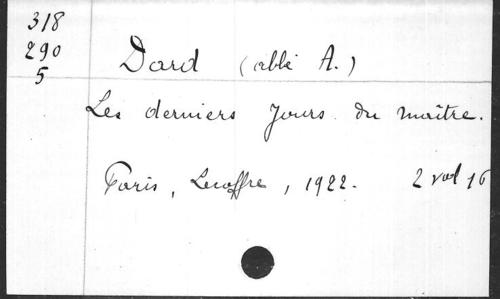 318
290
5
Dard (abbé A.)
Les derniers jours du maître.
Paris, Lecoffre, 1922. 2 vol 16